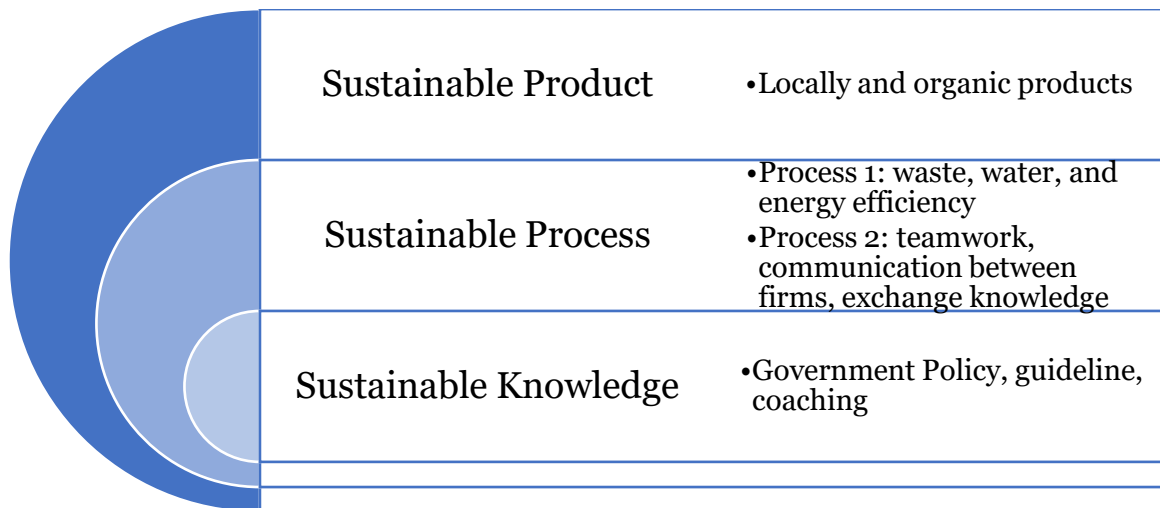 Sustainable Product
•Locally and organic products
Sustainable Process
•Process 1: waste, water, and
energy efficiency
•Process 2: teamwork,
communication between
firms, exchange knowledge
Sustainable Knowledge
•Government Policy, guideline,
coaching